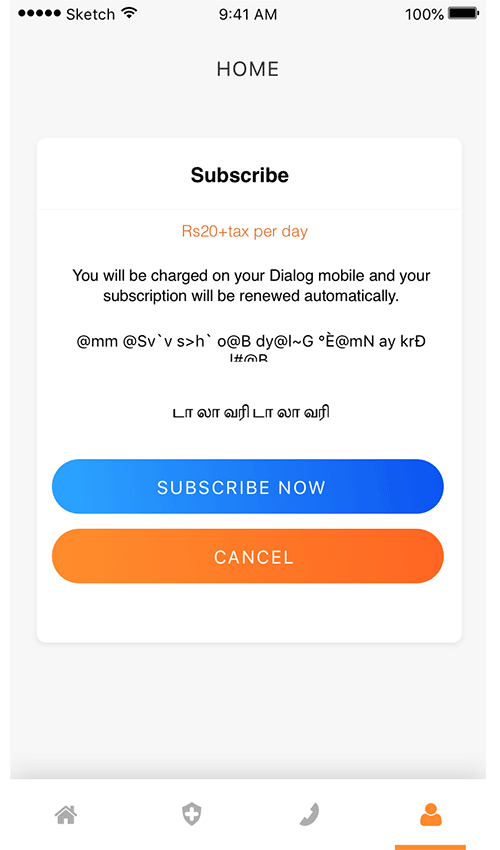 Sketch 9:41 AM 100%
HOME
Subscribe
Rs20+tax per day
You will be charged on your Dialog mobile and your
subscription will be renewed automatically.
@mm @Sv`v s>h` o@B dy@l~G °È@mN ay krÐ
l#@B
டா லா வரி டா லா வரி
SUBSCRIBE NOW
CANCEL